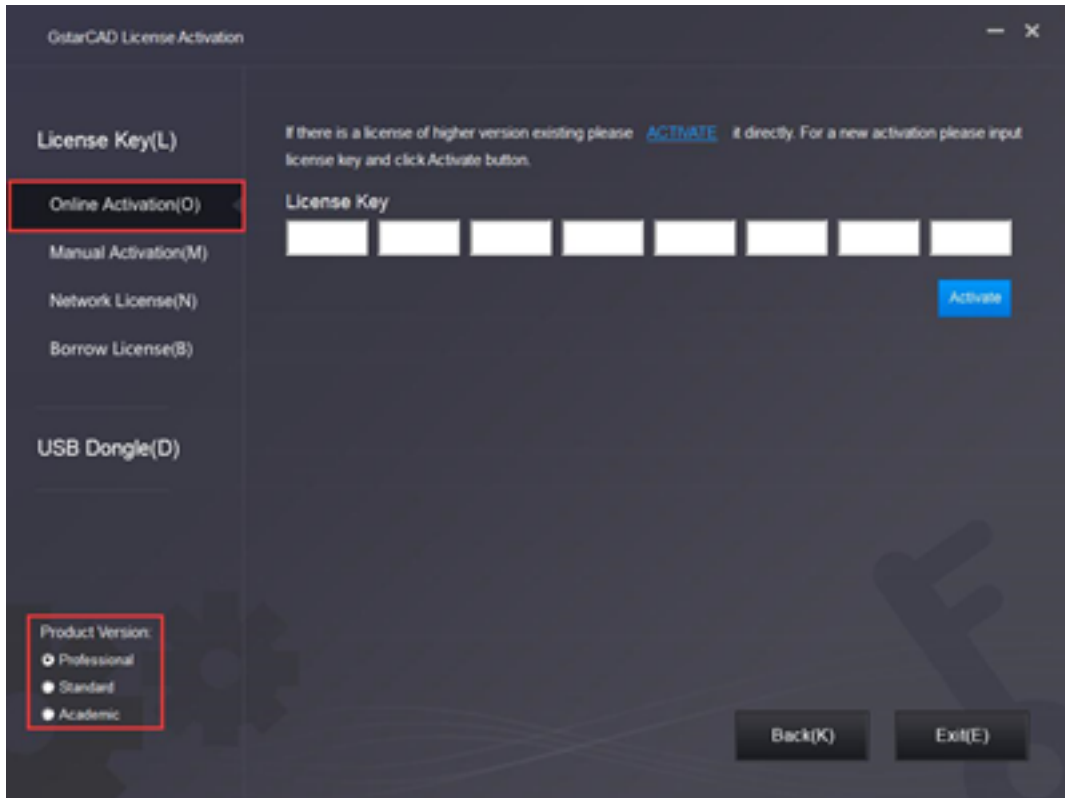 GstarCAD License Activation
License Key(L)
Online Activation(O)
Manual Activation(M)
Network License(N)
Borrow License(B)
USB Dongle(D)
Product Version:
Professional
Standard
Academic
If there is a license of higher version existing please ACTIVATE it directly. For a new activation please input
license key and click Activate button.
License Key
Activate
Back(K)
Exit(E)